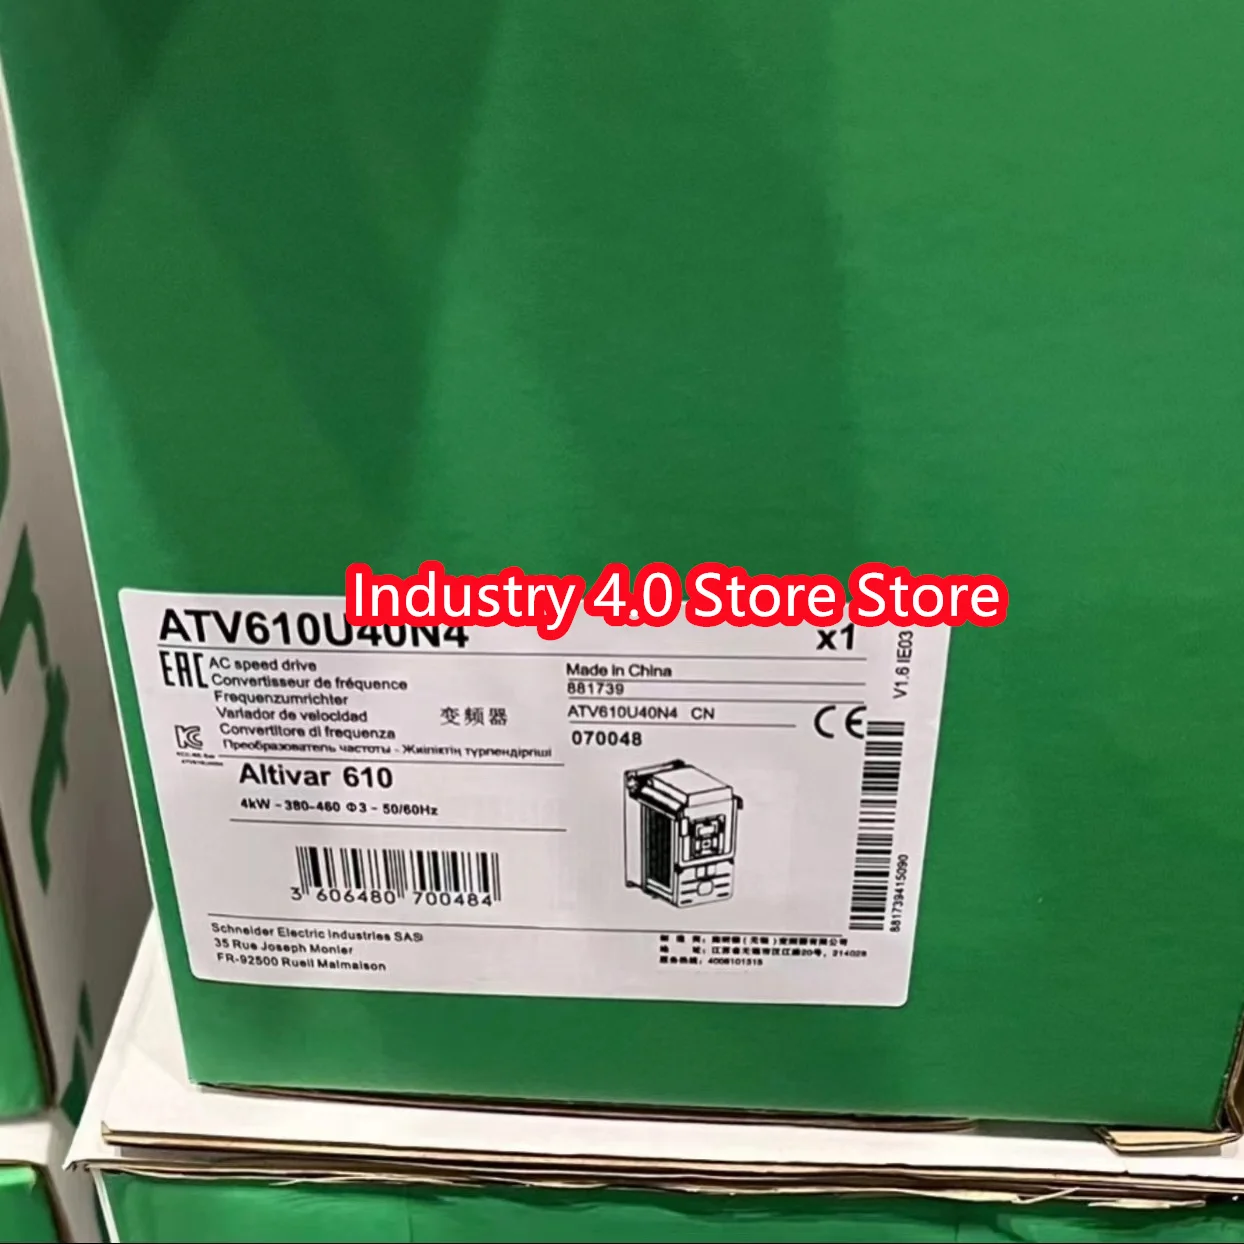 Industry 4.0 Store Store
ATV610U40N4
x1
EAC
AC speed drive
Convertisseur de fréquence
Frequenzumrichter
Variador de velocidad
Convertitore di frequenza
Преобразователь частоты - Жиіліктің түрлендіргіші
变频器
Made in China
881739
ATV610U40N4 CN
070048
CE
V1.6 IE03
Altivar 610
4kW - 380-460 Φ3 - 50/60Hz
3 606480 700484
881739415090
Schneider Electric Industries SAS
35 Rue Joseph Monier
FR-92500 Rueil Malmaison
4008101315